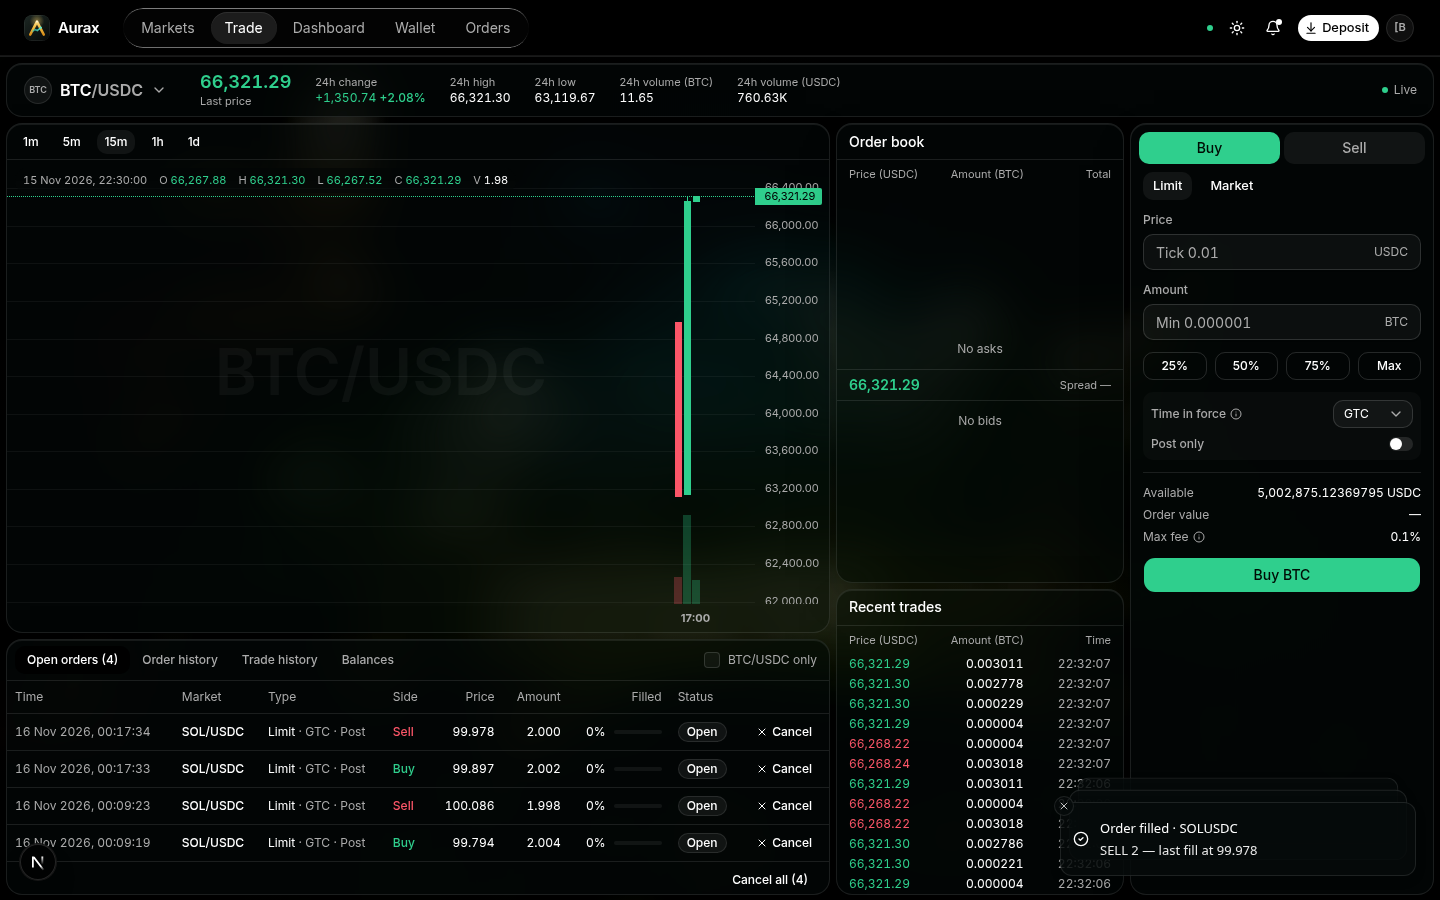 Aurax
Markets
Trade
Dashboard
Wallet
Orders
Deposit
[B
BTC
BTC/USDC
66,321.29
Last price
24h change
+1,350.74 +2.08%
24h high
66,321.30
24h low
63,119.67
24h volume (BTC)
11.65
24h volume (USDC)
760.63K
Live
1m 5m 15m 1h 1d
15 Nov 2026, 22:30:00 O 66,267.88 H 66,321.30 L 66,267.52 C 66,321.29 V 1.98
BTC/USDC
66,400.00
66,321.29
66,000.00
65,600.00
65,200.00
64,800.00
64,400.00
64,000.00
63,600.00
63,200.00
62,800.00
62,400.00
62,000.00
17:00
Order book
Price (USDC) Amount (BTC) Total
No asks
66,321.29 Spread —
No bids
Recent trades
Price (USDC) Amount (BTC) Time
66,321.29 0.003011 22:32:07
66,321.30 0.002778 22:32:07
66,321.30 0.000229 22:32:07
66,321.29 0.000004 22:32:07
66,268.22 0.000004 22:32:07
66,268.24 0.003018 22:32:07
66,321.29 0.003011 22:32:06
66,268.22 0.000004
66,268.22 0.003018
66,321.30 0.002786
66,321.30 0.000221
66,321.29 0.000004 22:32:06
Buy
Sell
Limit
Market
Price
Tick 0.01 USDC
Amount
Min 0.000001 BTC
25% 50% 75% Max
Time in force GTC
Post only
Available 5,002,875.12369795 USDC
Order value —
Max fee 0.1%
Buy BTC
Open orders (4)
Order history
Trade history
Balances
BTC/USDC only
Time Market Type Side Price Amount Filled Status
16 Nov 2026, 00:17:34 SOL/USDC Limit · GTC · Post Sell 99.978 2.000 0% Open Cancel
16 Nov 2026, 00:17:33 SOL/USDC Limit · GTC · Post Buy 99.897 2.002 0% Open Cancel
16 Nov 2026, 00:09:23 SOL/USDC Limit · GTC · Post Sell 100.086 1.998 0% Open Cancel
16 Nov 2026, 00:09:19 SOL/USDC Limit · GTC · Post Buy 99.794 2.004 0% Open Cancel
Cancel all (4)
N
Order filled · SOLUSDC
SELL 2 — last fill at 99.978